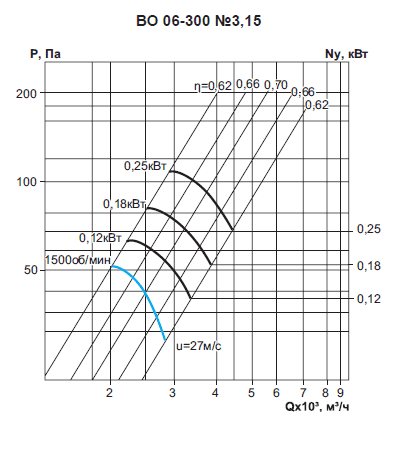 ВО 06-300 №3,15
P, Па
Nу, кВт
η=0,62 0,66 0,70 0,66
0,62
200
0,25кВт
100
0,18кВт
0,25
0,12кВт
1500об/мин
0,18
50
0,12
u=27м/с
2 3 4 5 6 7 8 9
Qx10³, м³/ч